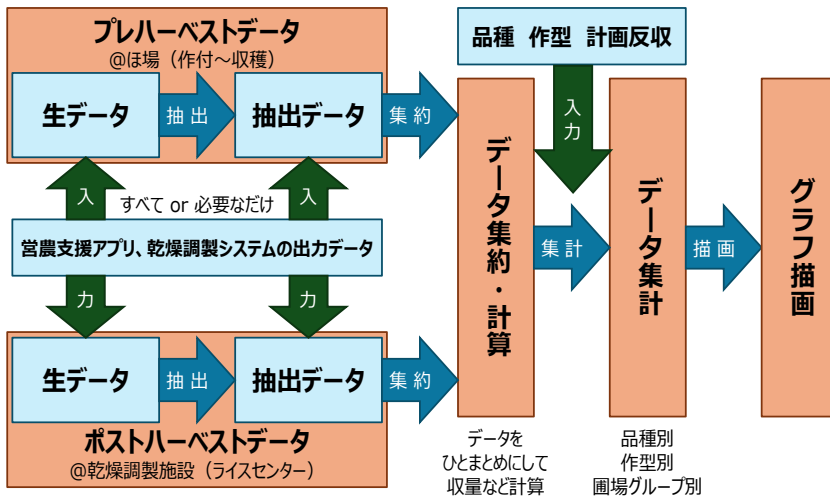 プレハーベストデータ
@ほ場（作付～収穫）
生データ
抽出
抽出データ
集約
品種 作型 計画反収
入力
入
入
すべて or 必要なだけ
営農支援アプリ、乾燥調製システムの出力データ
力
力
生データ
抽出
抽出データ
集約
ポストハーベストデータ
@乾燥調製施設（ライスセンター）
データ集約・計算
集計
データ集計
描画
グラフ描画
データを
ひとまとめにして
収量など計算
品種別
作型別
圃場グループ別